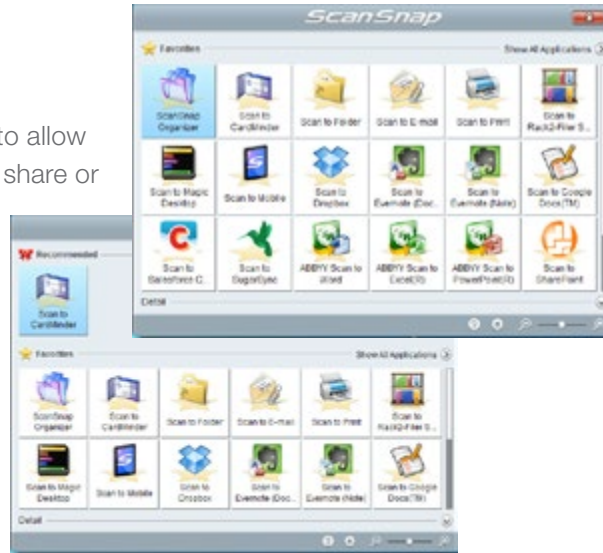 to allow
share or
ScanSnap
Favorites
Show All Applications
ScanSnap Organizer
Scan to CardMinder
Scan to Folder
Scan to E-mail
Scan to Print
Scan to Rack2-Filer S...
Scan to Magic Desktop
Scan to Mobile
Scan to Dropbox
Scan to Evernote (Doc...
Scan to Evernote (Note)
Scan to Google Docs(TM)
Scan to Salesforce C...
Scan to SugarSync
ABBYY Scan to Word
ABBYY Scan to Excel(R)
ABBYY Scan to PowerPoint(R)
Scan to SharePoint
Detail
Recommended
Scan to CardMinder
Favorites
Show All Applications
ScanSnap Organizer
Scan to CardMinder
Scan to Folder
Scan to E-mail
Scan to Print
Scan to Rack2-Filer S...
Scan to Magic Desktop
Scan to Mobile
Scan to Dropbox
Scan to Evernote (Doc...
Scan to Evernote (Note)
Scan to Google Docs(TM)
Detail